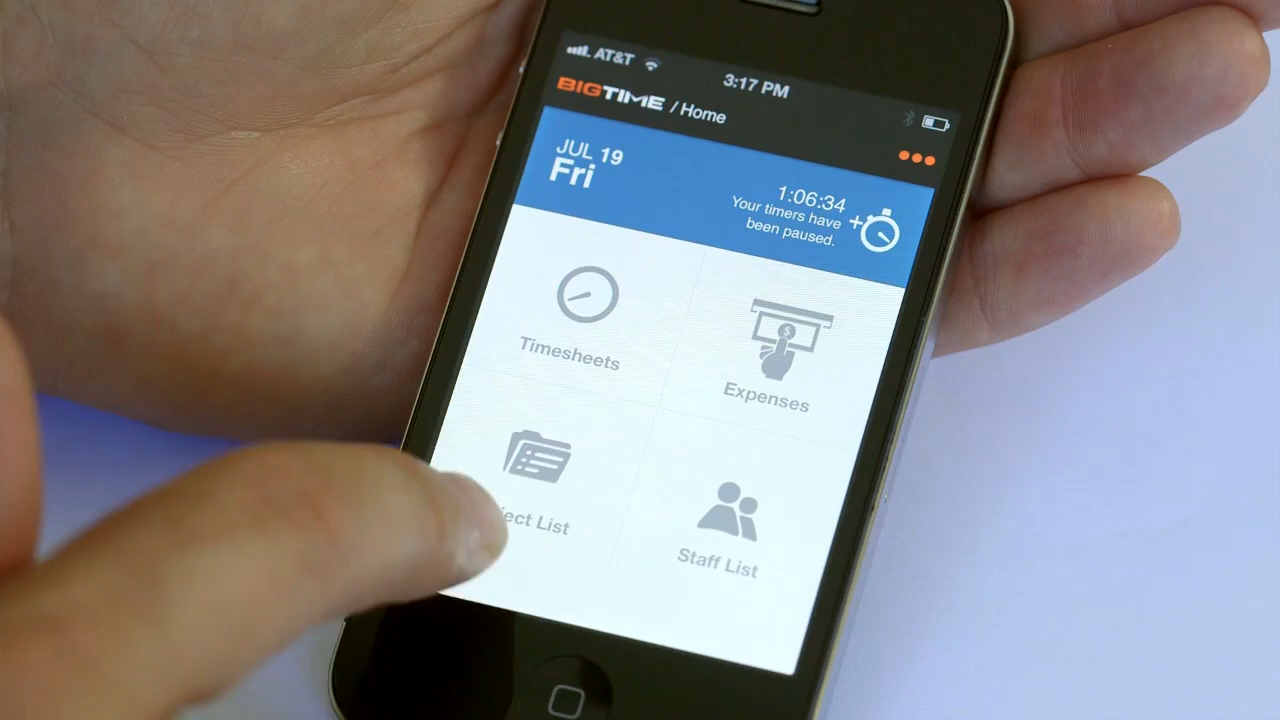 AT&T 3:17 PM
BIGTIME / Home
JUL 19
Fri
1:06:34
Your timers have
been paused.
Timesheets
$
Expenses
ject List
Staff List